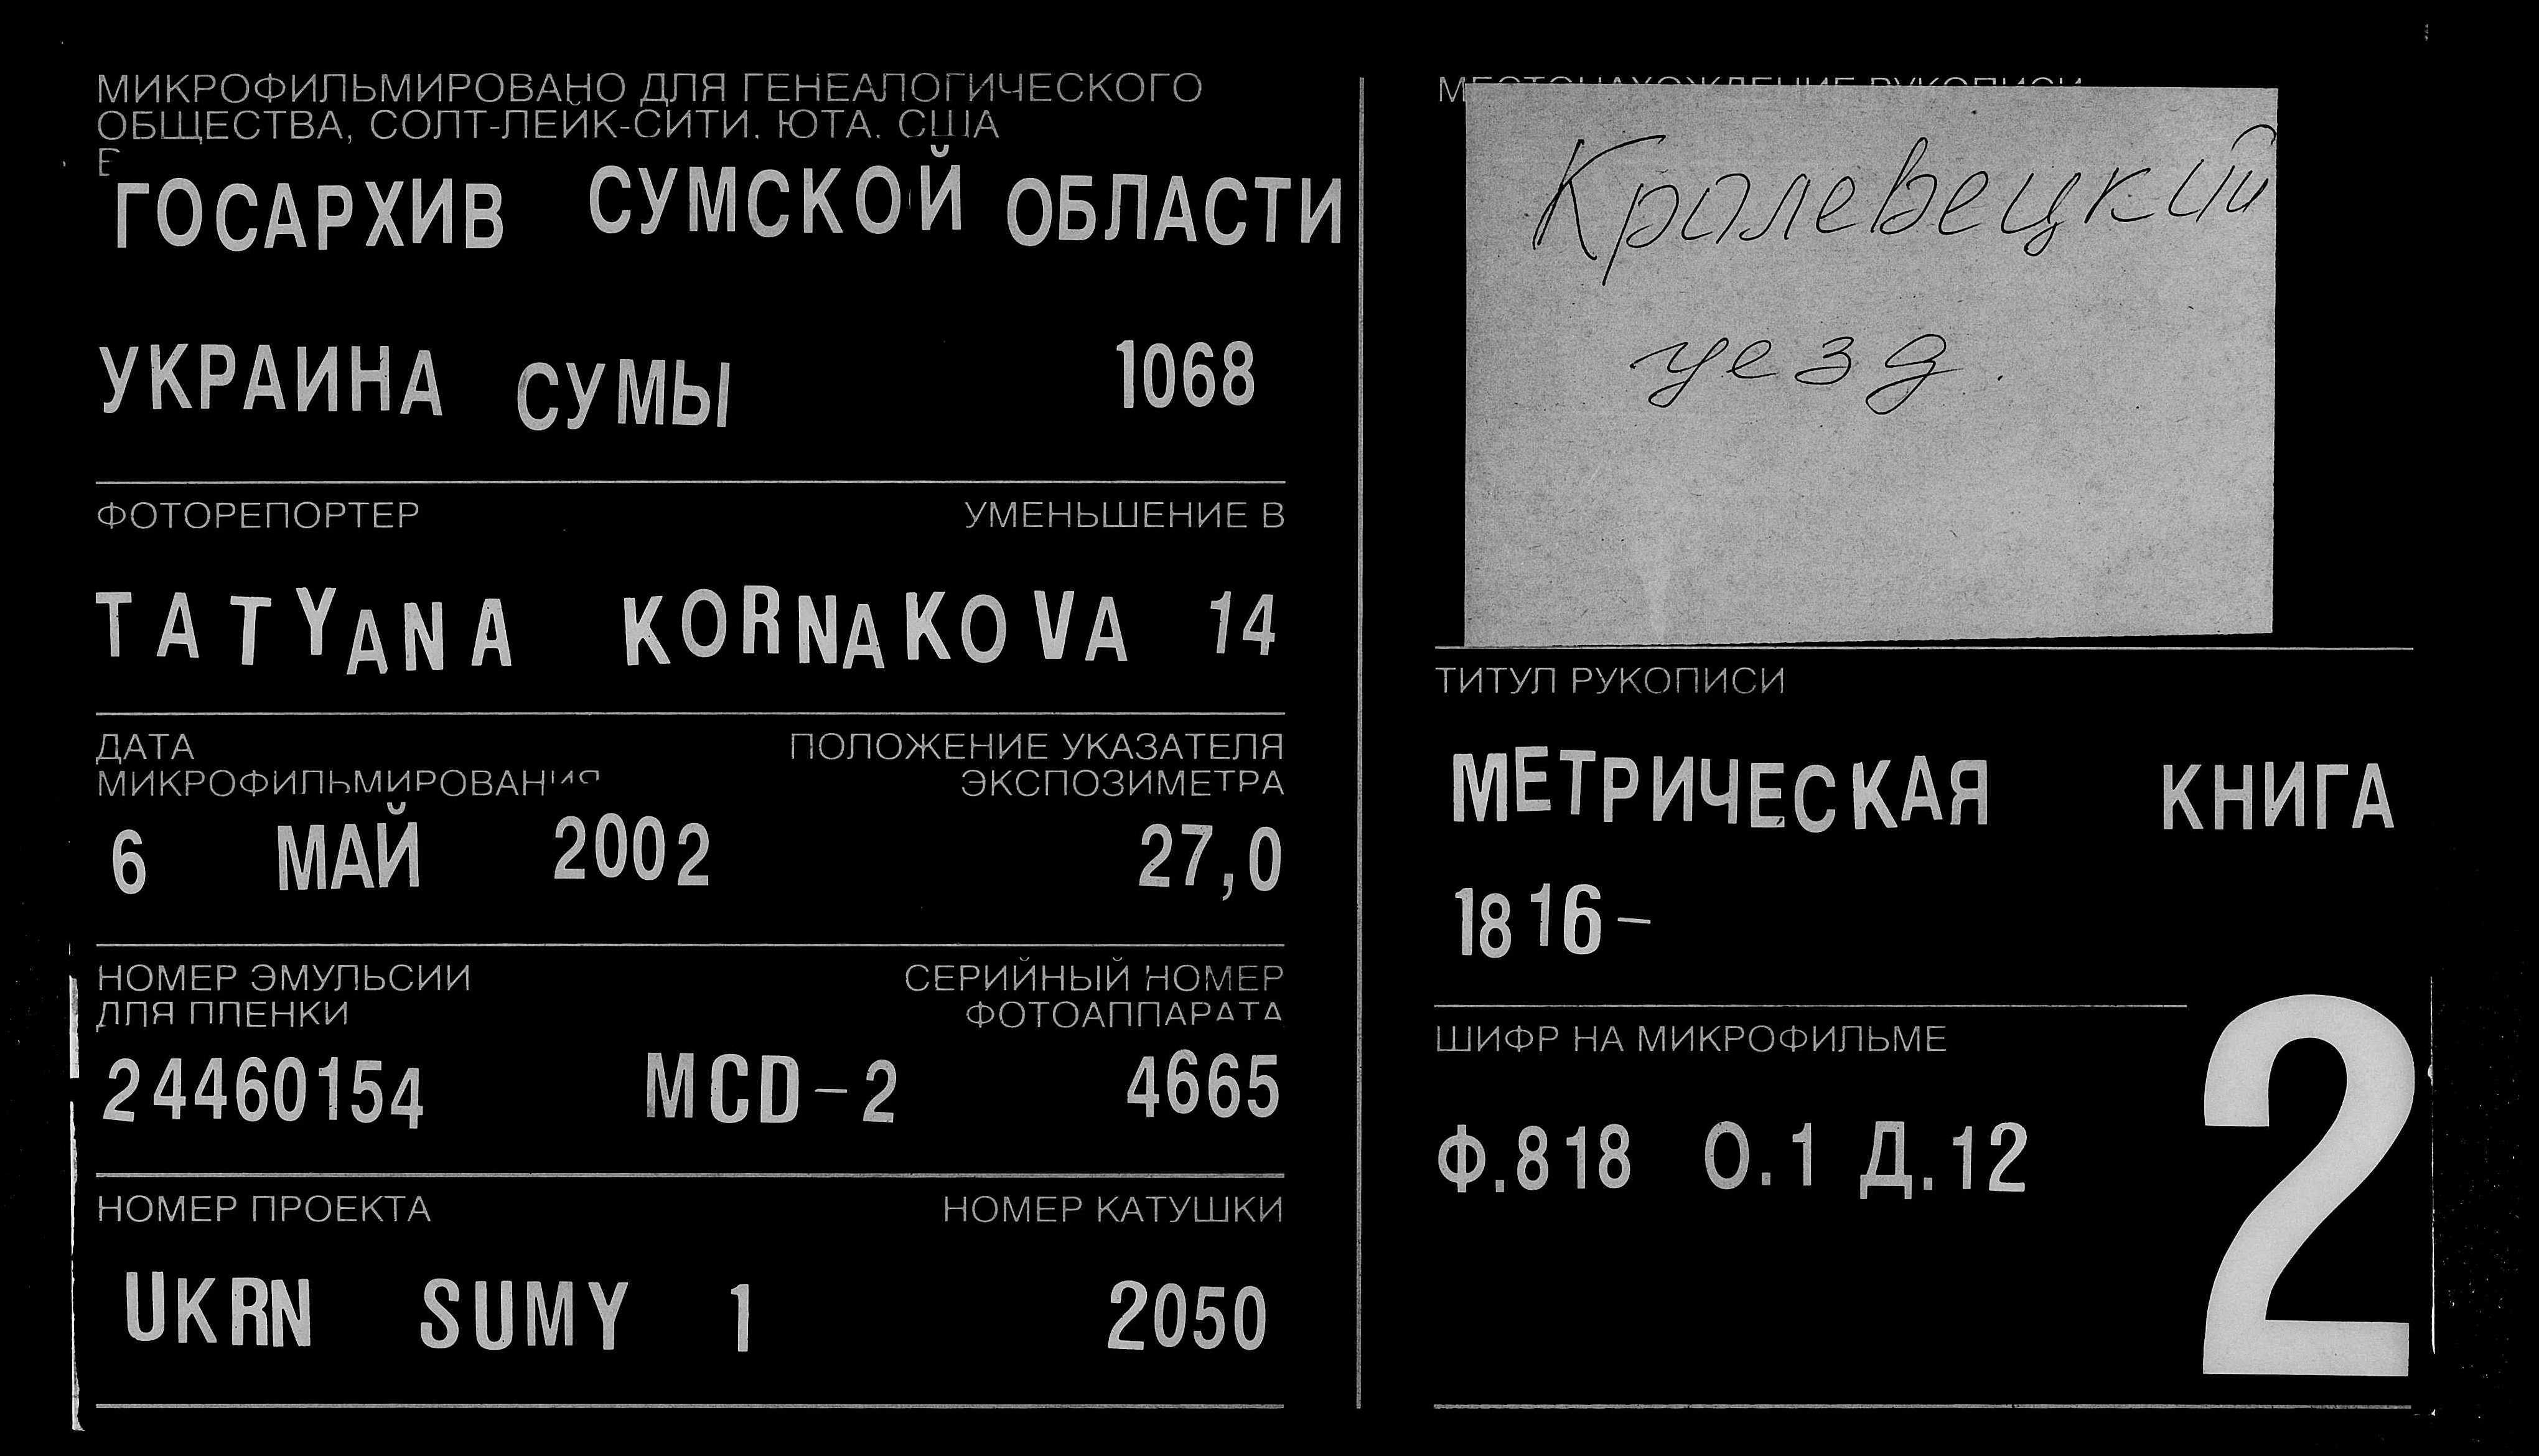 МИКРОФИЛЬМИРОВАНО ДЛЯ ГЕНЕАЛОГИЧЕСКОГО
ОБЩЕСТВА, СОЛТ-ЛЕЙК-СИТИ, ЮТА, США
В
ГОСАРХИВ СУМСКОЙ ОБЛАСТИ
УКРАИНА СУМЫ 1068
ФОТОРЕПОРТЕР УМЕНЬШЕНИЕ В
TATYANA KORNAKOVA 14
ДАТА ПОЛОЖЕНИЕ УКАЗАТЕЛЯ
МИКРОФИЛЬМИРОВАНИЯ ЭКСПОЗИМЕТРА
6 МАЙ 2002 27,0
НОМЕР ЭМУЛЬСИИ СЕРИЙНЫЙ НОМЕР
ДЛЯ ПЛЕНКИ ФОТОАППАРАТА
24460154 MCD-2 4665
НОМЕР ПРОЕКТА НОМЕР КАТУШКИ
UKRN SUMY 1 2050
МЕСТОНАХОЖДЕНИЕ РУКОПИСИ
Кролевецкий
уезд.
ТИТУЛ РУКОПИСИ
МЕТРИЧЕСКАЯ КНИГА
1816-
ШИФР НА МИКРОФИЛЬМЕ
Ф.818 О.1 Д.12
2